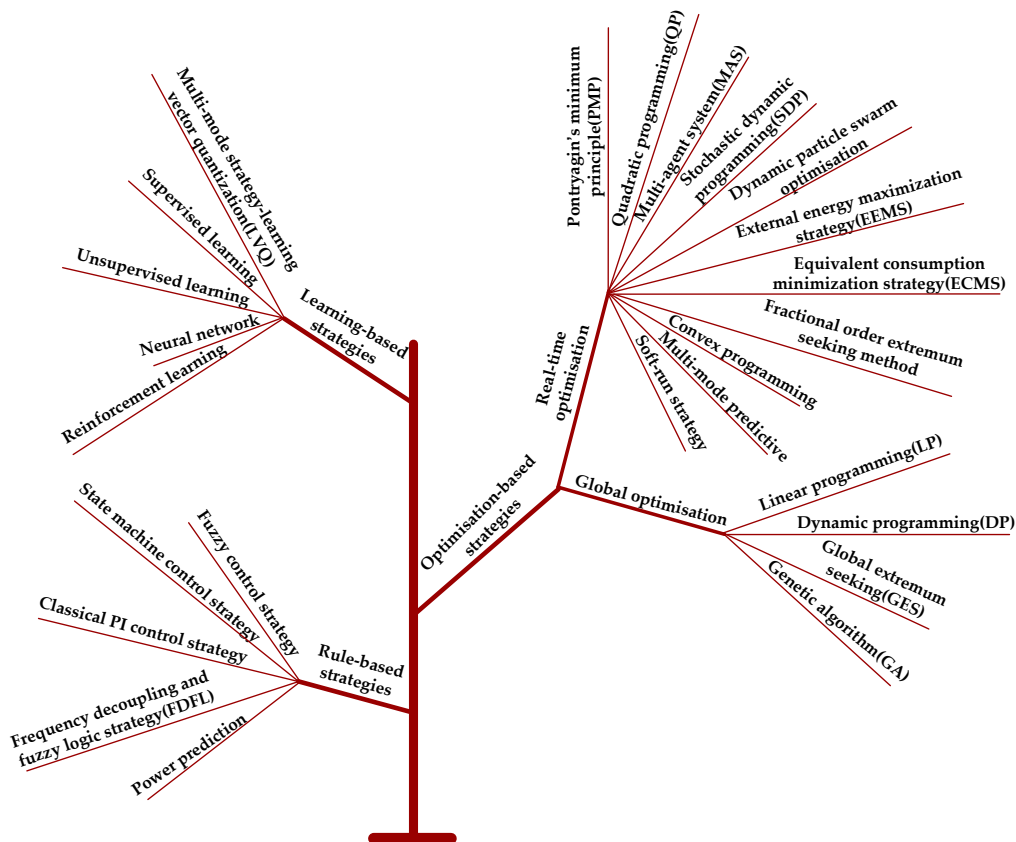 Multi-mode strategy-learning
vector quantization(LVQ)
Supervised learning
Unsupervised learning
Neural network
Reinforcement learning
Learning-based
strategies
Pontryagin's minimum
principle(PMP)
Quadratic programming(QP)
Multi-agent system(MAS)
Stochastic dynamic
programming(SDP)
Dynamic particle swarm
optimisation
External energy maximization
strategy(EEMS)
Equivalent consumption
minimization strategy(ECMS)
Fractional order extremum
seeking method
Convex programming
Multi-mode predictive
Soft-run strategy
Real-time
optimisation
Optimisation-based
strategies
Global optimisation
Linear programming(LP)
Dynamic programming(DP)
Global extremum
seeking(GES)
Genetic algorithm(GA)
Fuzzy control strategy
State machine control strategy
Classical PI control strategy
Frequency decoupling and
fuzzy logic strategy(FDFL)
Power prediction
Rule-based
strategies